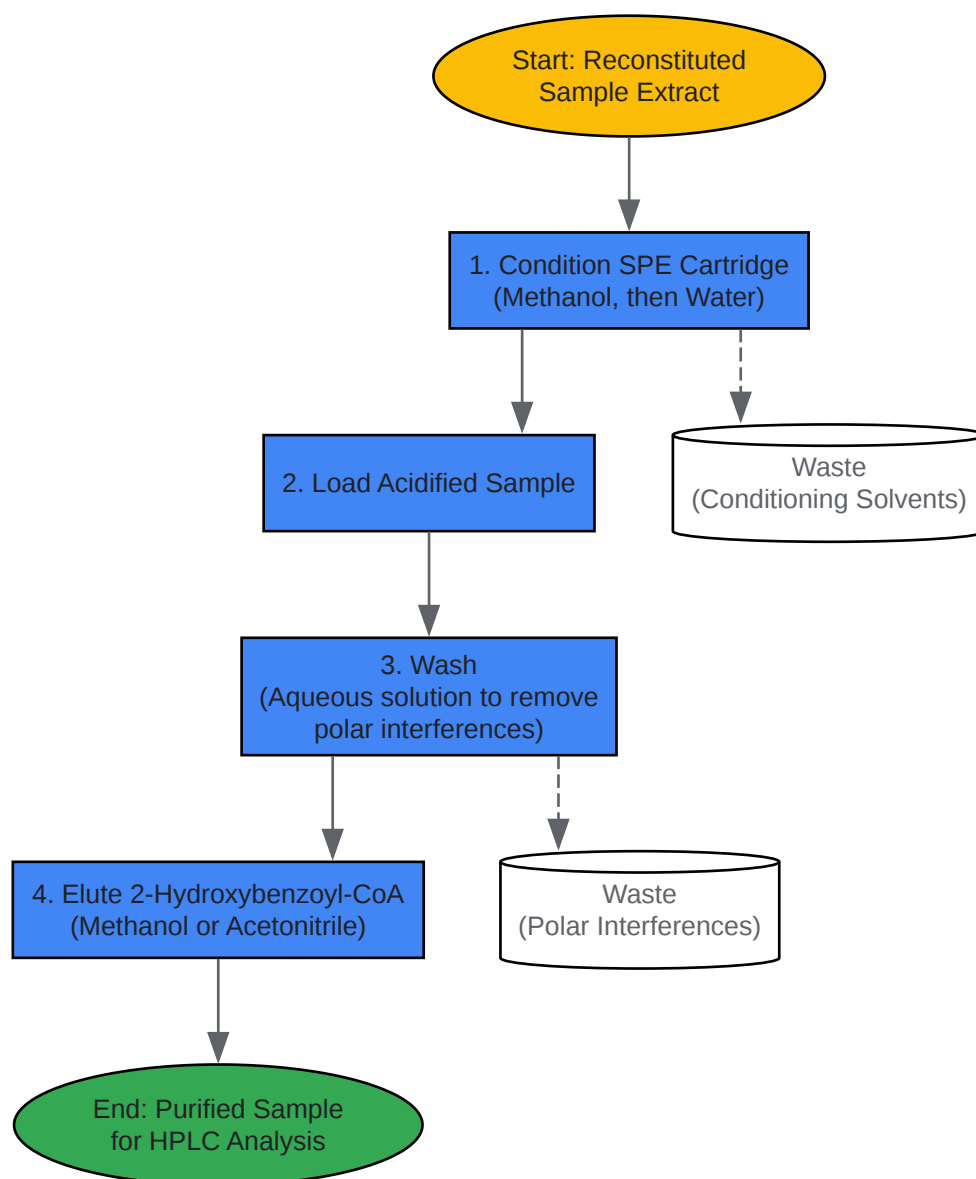 Start: Reconstituted
Sample Extract
1. Condition SPE Cartridge
(Methanol, then Water)
2. Load Acidified Sample
Waste
(Conditioning Solvents)
3. Wash
(Aqueous solution to remove
polar interferences)
4. Elute 2-Hydroxybenzoyl-CoA
(Methanol or Acetonitrile)
Waste
(Polar Interferences)
End: Purified Sample
for HPLC Analysis